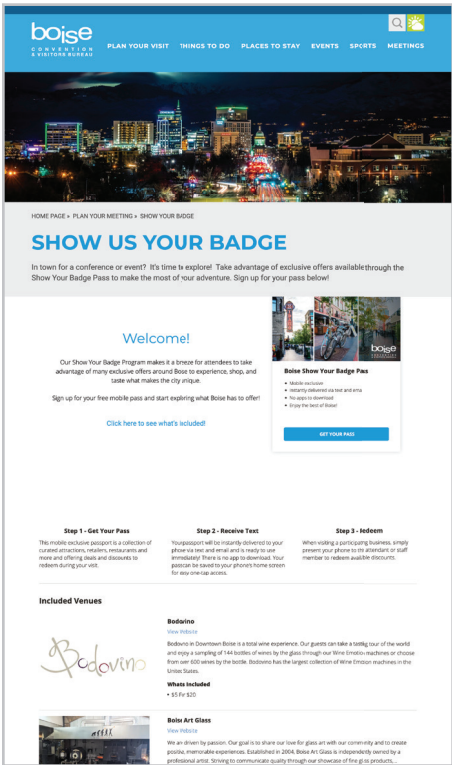 boise
CONVENTION
& VISITORS BUREAU
PLAN YOUR VISIT THINGS TO DO PLACES TO STAY EVENTS SPORTS MEETINGS
HOME PAGE » PLAN YOUR MEETING » SHOW YOUR BADGE
SHOW US YOUR BADGE
In town for a conference or event? It's time to explore! Take advantage of exclusive offers available through the
Show Your Badge Pass to make the most of your adventure. Sign up for your pass below!
Welcome!
Our Show Your Badge Program makes it a breeze for attendees to take
advantage of many exclusive offers around Boise to experience, shop, and
taste what makes the city unique.
Sign up for your free mobile pass and start exploring what Boise has to offer!
Click here to see what's included!
boise
Boise Show Your Badge Pass
• Mobile exclusive
• Instantly delivered via text and email
• No apps to download
• Enjoy the best of Boise!
GET YOUR PASS
Step 1 - Get Your Pass
This mobile exclusive passport is a collection of
curated attractions, retailers, restaurants and
more and offering deals and discounts to
redeem during your visit.
Step 2 - Receive Text
Your passport will be instantly delivered to your
phone via text and email and is ready to use
immediately! There is no app to download. Your
pass can be saved to your phone's home screen
for easy one-tap access.
Step 3 - Redeem
When visiting a participating business, simply
present your phone to the attendant or staff
member to redeem available discounts.
Included Venues
Bodovino
Bodovino
View Website
Bodovino in Downtown Boise is a total wine experience. Our guests can take a tasting tour of the world
and enjoy a sampling of 144 bottles of wines by the glass through our Wine Emotion machines or choose
from over 600 wines by the bottle. Bodovino has the largest collection of Wine Emotion machines in the
United States.
Whats Included
• $5 For $20
Boise Art Glass
View Website
We are driven by passion. Our goal is to share our love for glass art with our community and to create
positive, memorable experiences. Established in 2004, Boise Art Glass is independently owned by a
professional artist. Striving to communicate quality through our showcase of fine glass products,...